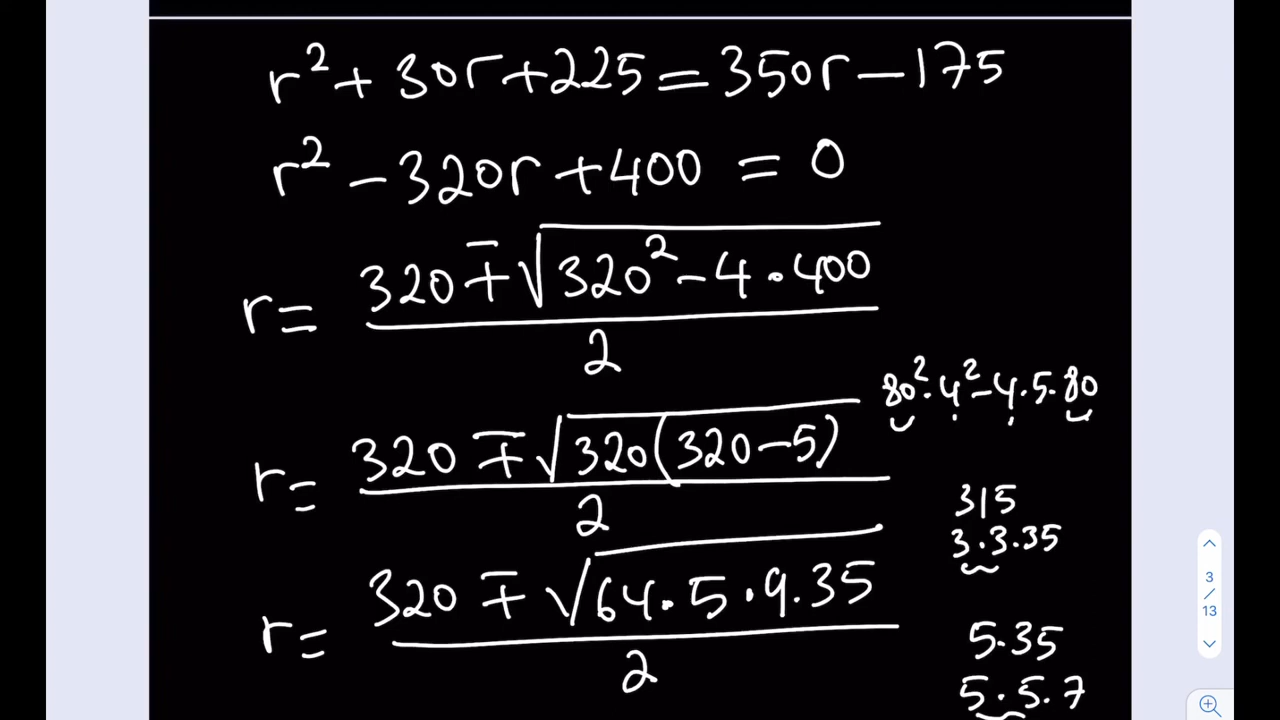 r² + 30r + 225 = 350r − 175
r² − 320r + 400 = 0
r = (320 ∓ √(320² − 4 · 400)) / 2
80² · 4² − 4 · 5 · 80
r = (320 ∓ √(320(320 − 5))) / 2
315
3 · 3 · 35
r = (320 ∓ √(64 · 5 · 9 . 35)) / 2
5 · 35
5 · 5 · 7
3
/
13